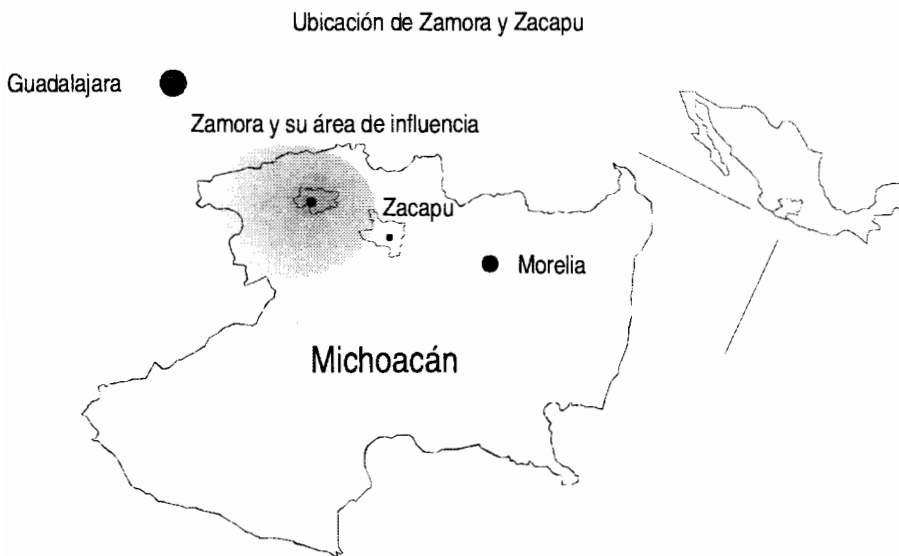 Ubicación de Zamora y Zacapu
Guadalajara
Zamora y su área de influencia
Zacapu
Morelia
Michoacán